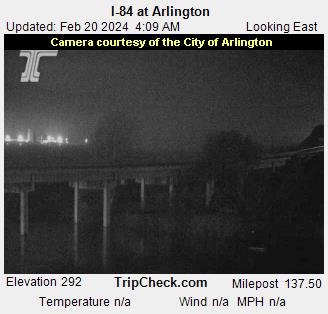 I-84 at Arlington
Updated: Feb 20 2024 4:09 AM Looking East
Camera courtesy of the City of Arlington
Elevation 292 TripCheck.com Milepost 137.50
Temperature n/a Wind n/a MPH n/a